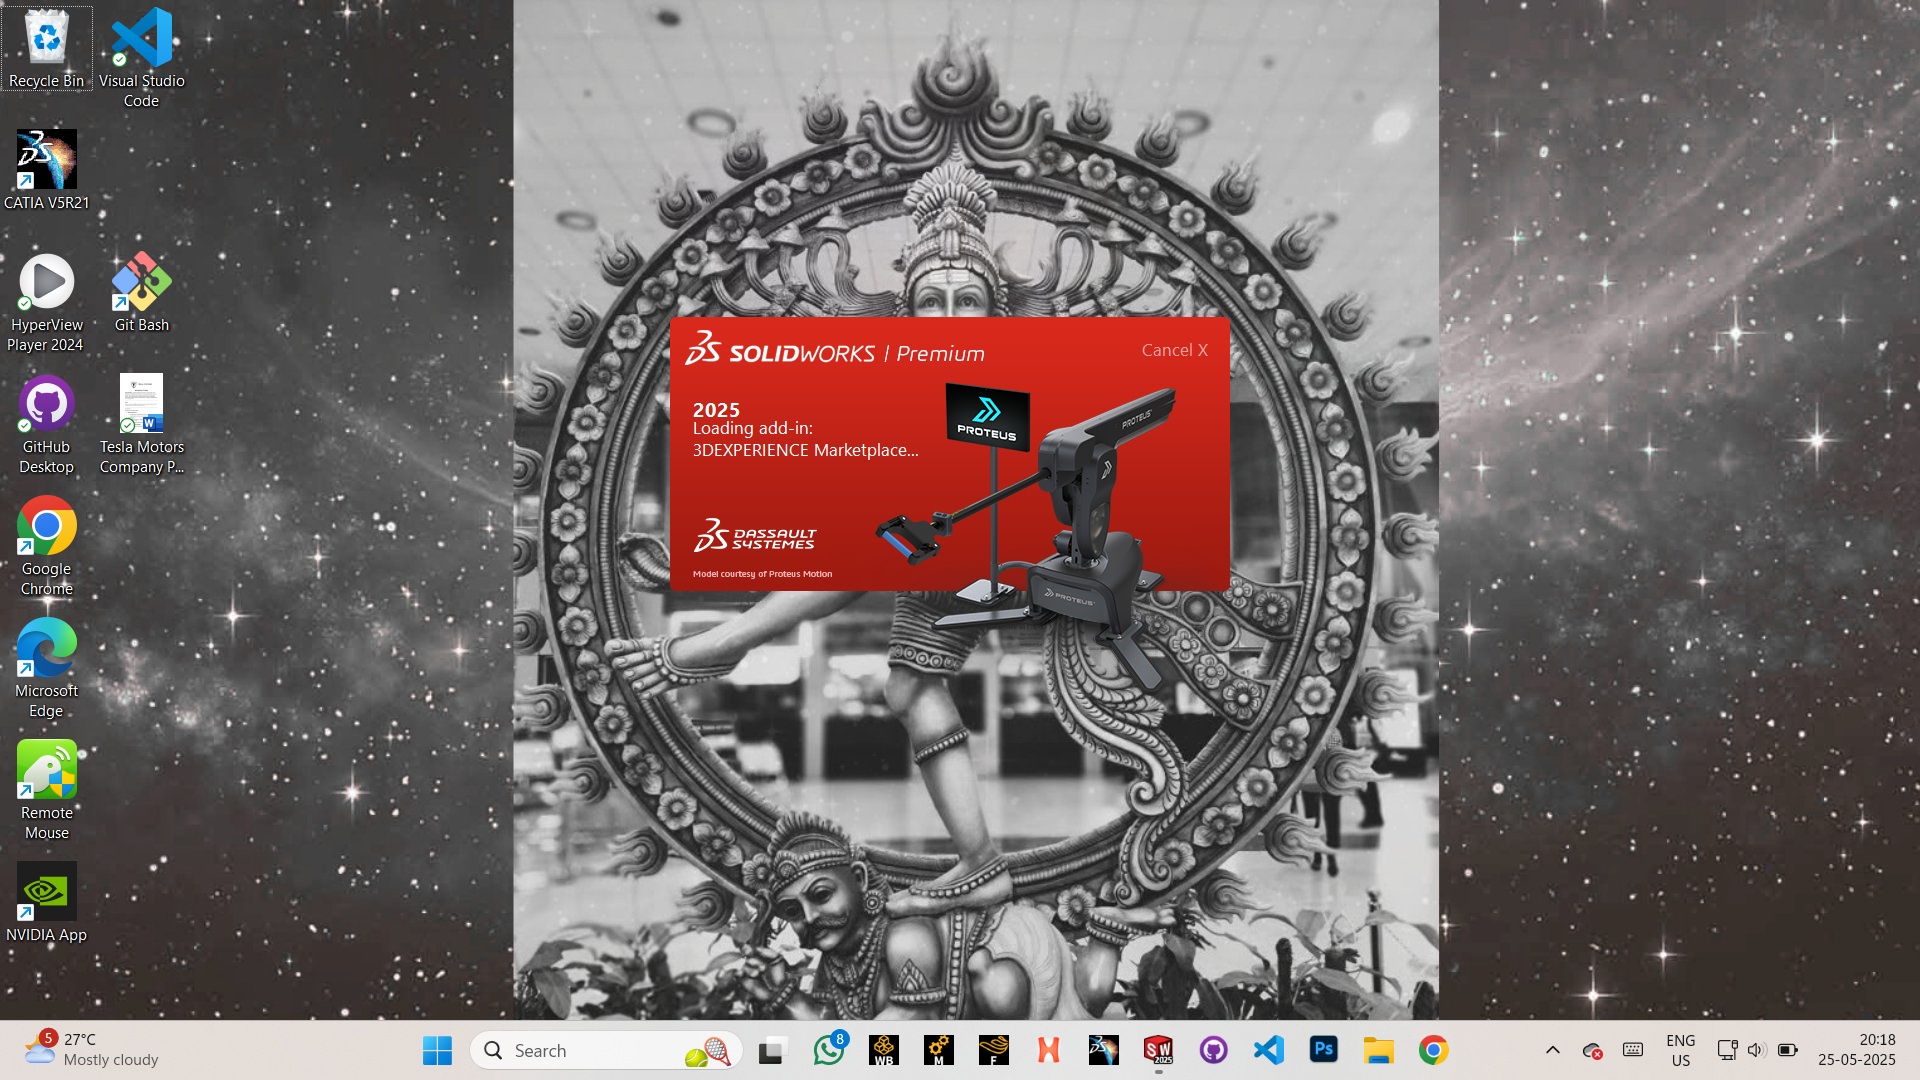 Recycle Bin
Visual Studio
Code
CATIA V5R21
HyperView
Player 2024
Git Bash
GitHub
Desktop
Tesla Motors
Company P...
Google
Chrome
Microsoft
Edge
Remote
Mouse
NVIDIA App
SOLIDWORKS | Premium
Cancel X
2025
Loading add-in:
3DEXPERIENCE Marketplace...
PROTEUS
PROTEUS
DASSAULT
SYSTEMES
Model courtesy of Proteus Motion
PROTEUS
5
27°C
Mostly cloudy
Search
8
WB
M
F
SW
2025
Ps
ENG
US
20:18
25-05-2025